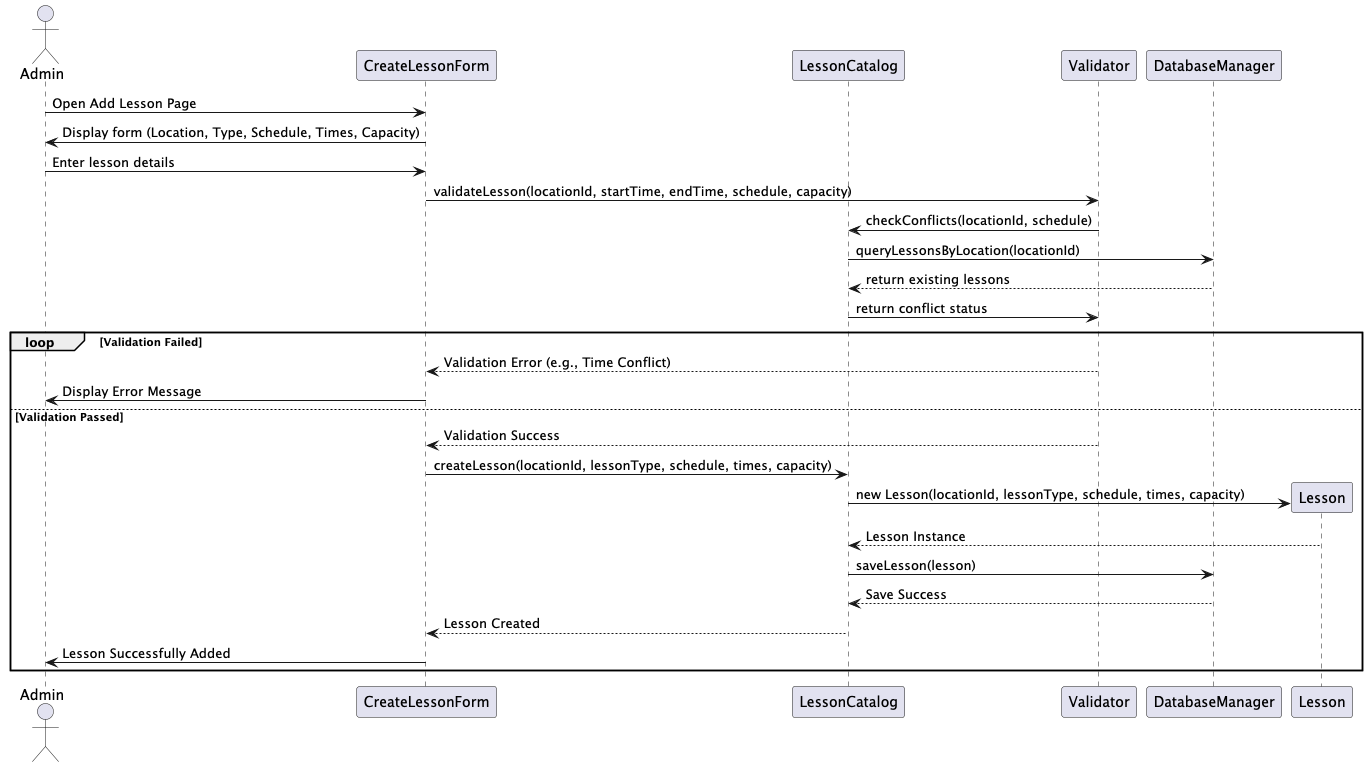 Admin
CreateLessonForm
LessonCatalog
Validator
DatabaseManager
Open Add Lesson Page
Display form (Location, Type, Schedule, Times, Capacity)
Enter lesson details
validateLesson(locationId, startTime, endTime, schedule, capacity)
checkConflicts(locationId, schedule)
queryLessonsByLocation(locationId)
return existing lessons
return conflict status
loop
[Validation Failed]
Validation Error (e.g., Time Conflict)
Display Error Message
[Validation Passed]
Validation Success
createLesson(locationId, lessonType, schedule, times, capacity)
new Lesson(locationId, lessonType, schedule, times, capacity)
Lesson
Lesson Instance
saveLesson(lesson)
Save Success
Lesson Created
Lesson Successfully Added
Admin
CreateLessonForm
LessonCatalog
Validator
DatabaseManager
Lesson